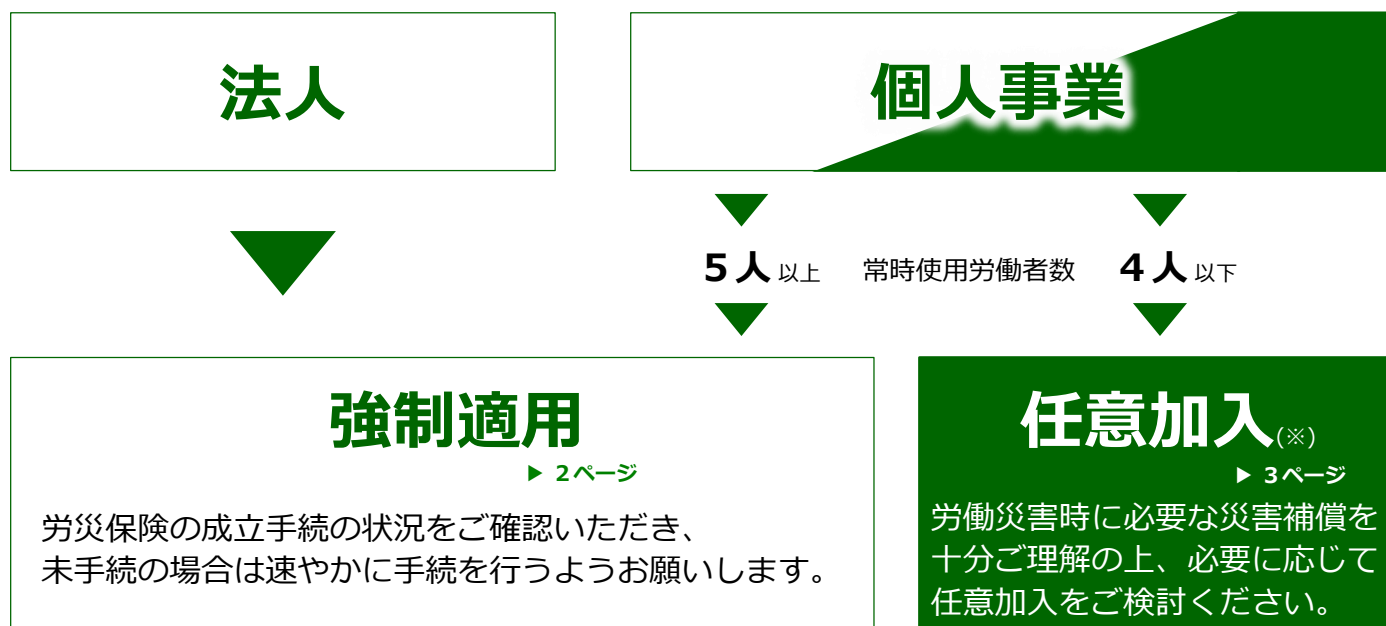 法人
個人事業
５人以上 常時使用労働者数 ４人以下
強制適用
▶ ２ページ
労災保険の成立手続の状況をご確認いただき、
未手続の場合は速やかに手続を行うようお願いします。
任意加入(※)
▶ ３ページ
労働災害時に必要な災害補償を
十分ご理解の上、必要に応じて
任意加入をご検討ください。